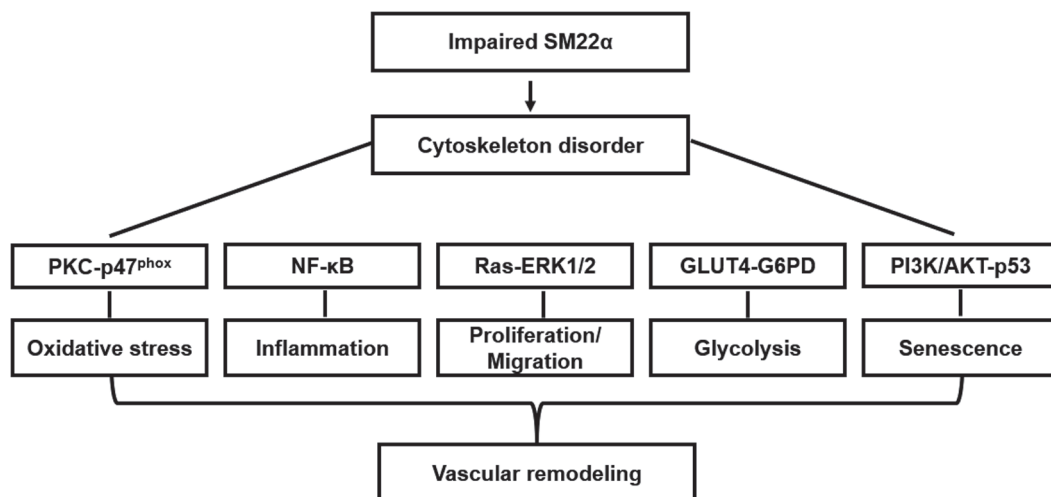 Impaired SM22α
Cytoskeleton disorder
PKC-p47ᵖʰᵒˣ
NF-κB
Ras-ERK1/2
GLUT4-G6PD
PI3K/AKT-p53
Oxidative stress
Inflammation
Proliferation/
Migration
Glycolysis
Senescence
Vascular remodeling